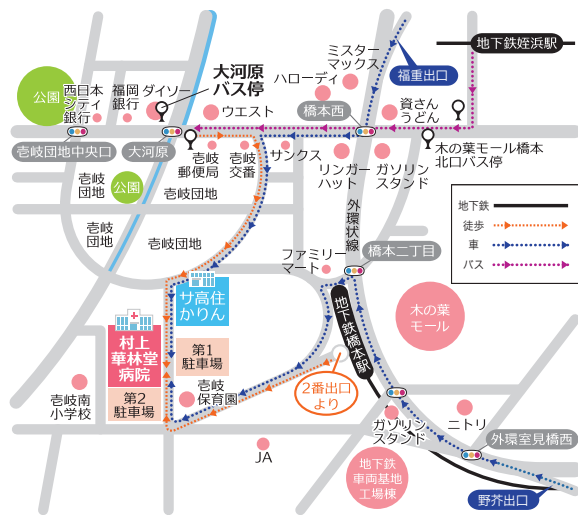 地下鉄姪浜駅
ミスター
マックス
福重出口
大河原
バス停
ハローディ
公園
西日本
シティ
銀行
福岡
銀行
ダイソー
ウエスト
橋本西
資さん
うどん
壱岐団地中央口
大河原
壱岐
郵便局
壱岐
交番
サンクス
リンガー
ハット
ガソリン
スタンド
木の葉モール橋本
北口バス停
壱岐
団地
公園
壱岐団地
外環状線
地下鉄
徒歩
車
バス
壱岐
団地
壱岐団地
ファミリー
マート
橋本二丁目
サ高住
かりん
地下鉄橋本駅
木の葉
モール
村上
華林堂
病院
第1
駐車場
第2
駐車場
壱岐
保育園
2番出口
より
壱岐南
小学校
ガソリン
スタンド
ニトリ
外環室見橋西
JA
地下鉄
車両基地
工場棟
野芥出口